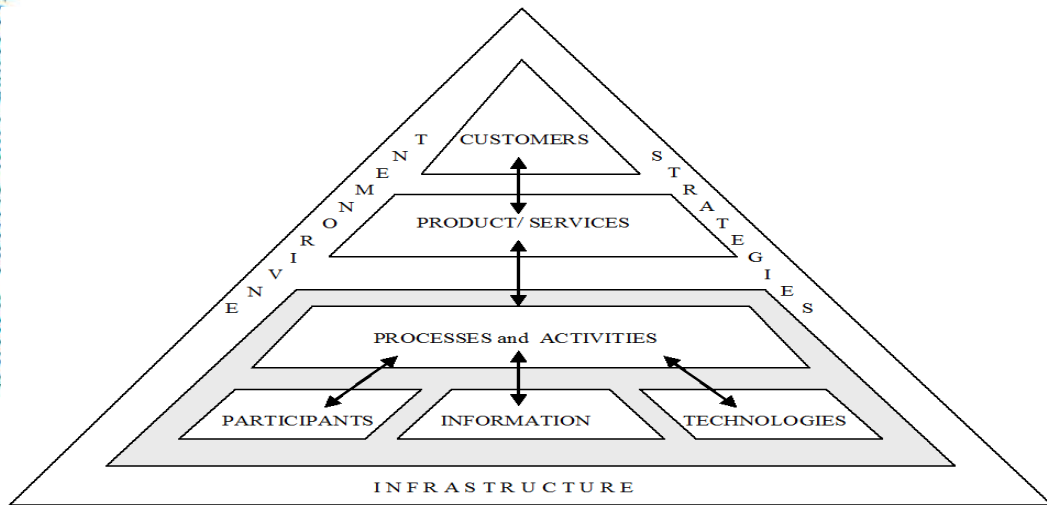 CUSTOMERS
ENVIRONMENT
STRATEGIES
PRODUCT/ SERVICES
PROCESSES and ACTIVITIES
PARTICIPANTS
INFORMATION
TECHNOLOGIES
INFRASTRUCTURE